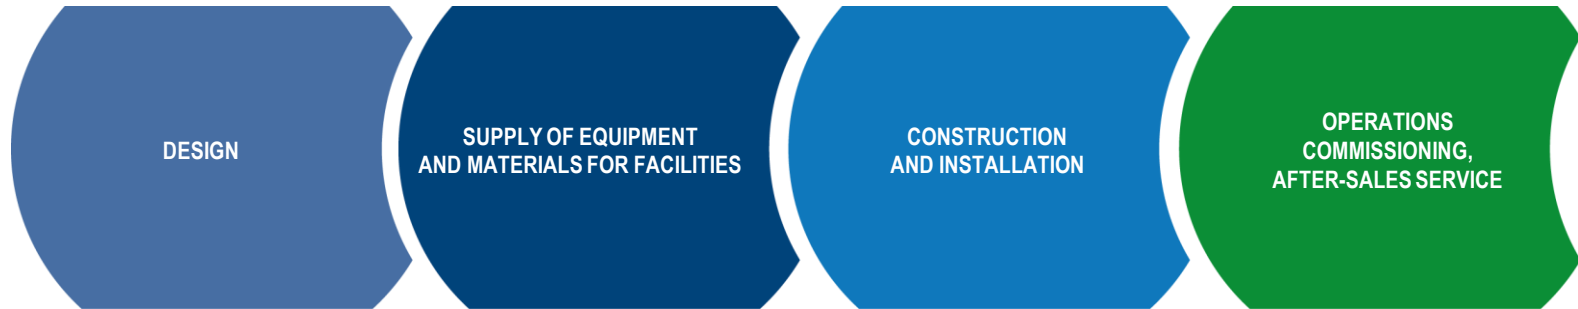 DESIGN
SUPPLY OF EQUIPMENT
AND MATERIALS FOR FACILITIES
CONSTRUCTION
AND INSTALLATION
OPERATIONS
COMMISSIONING,
AFTER-SALES SERVICE